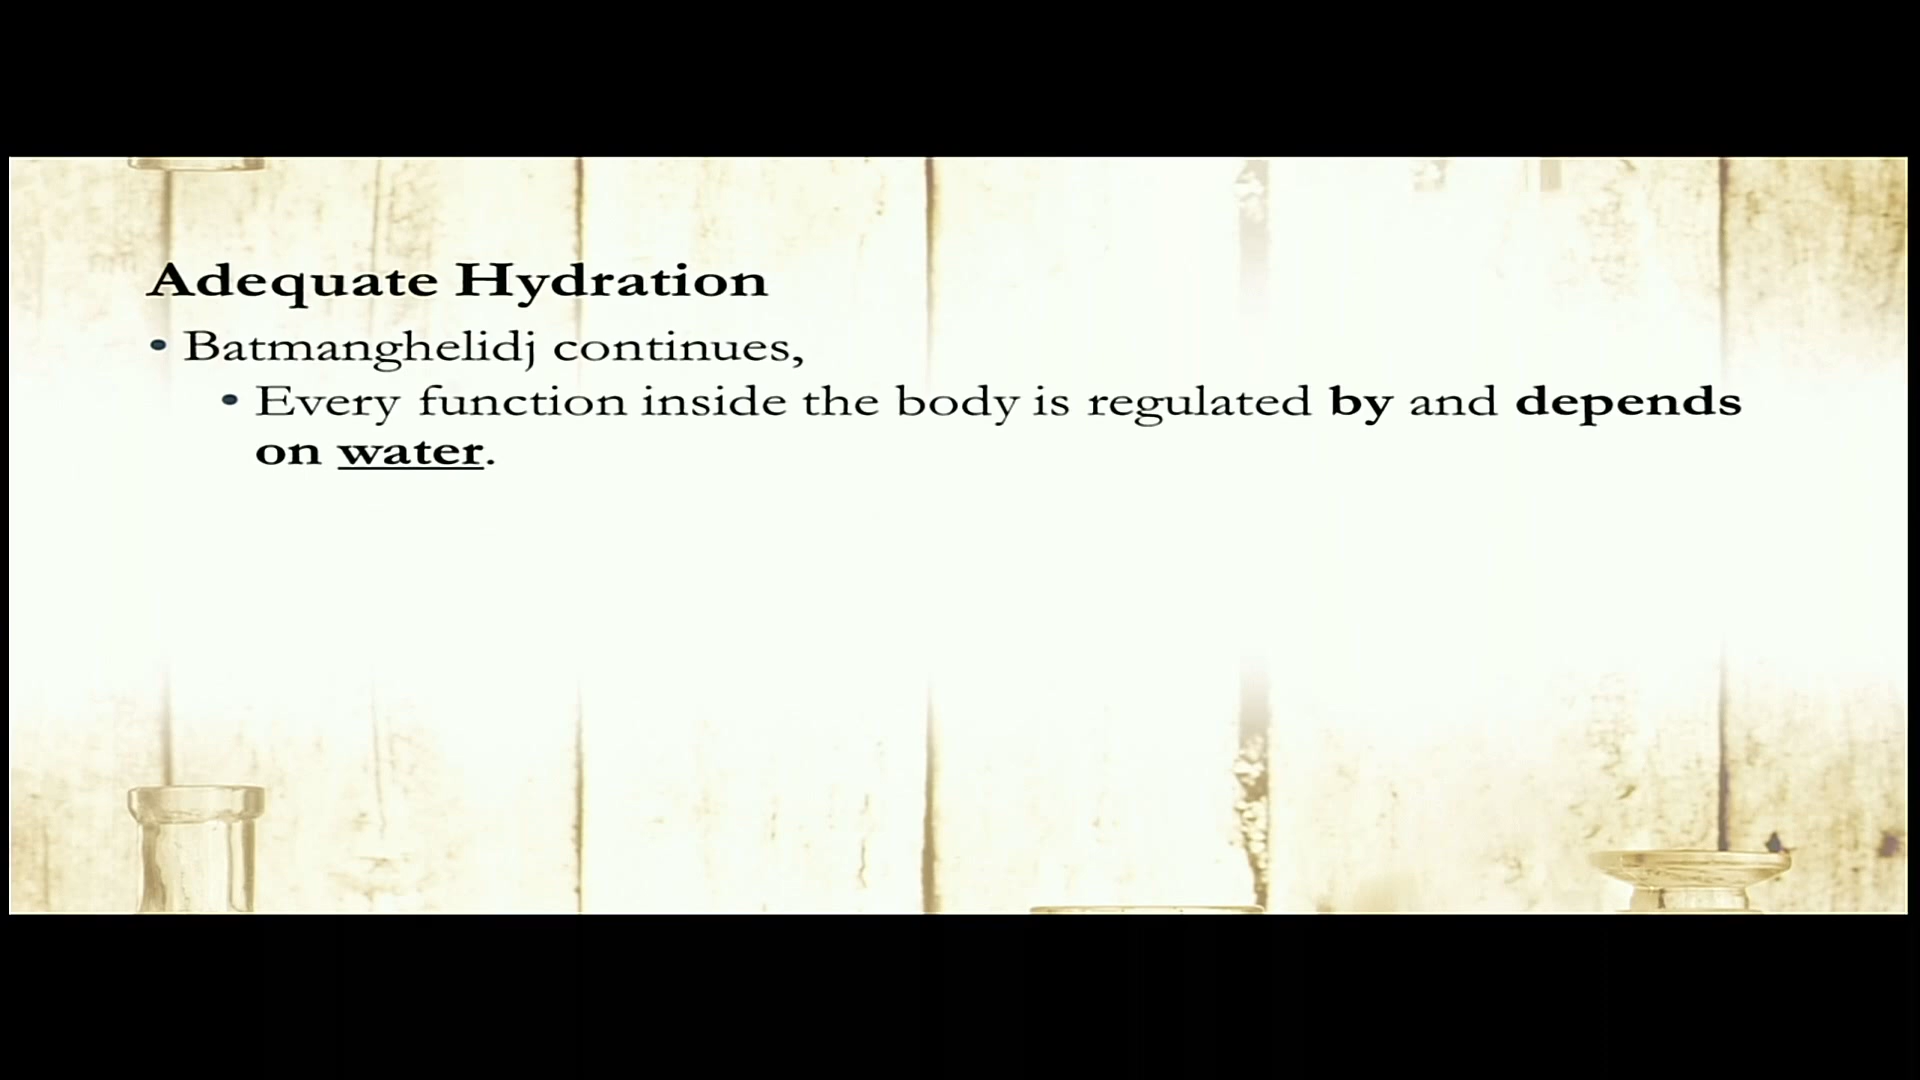 Adequate Hydration
• Batmanghelidj continues,
• Every function inside the body is regulated by and depends
on water.